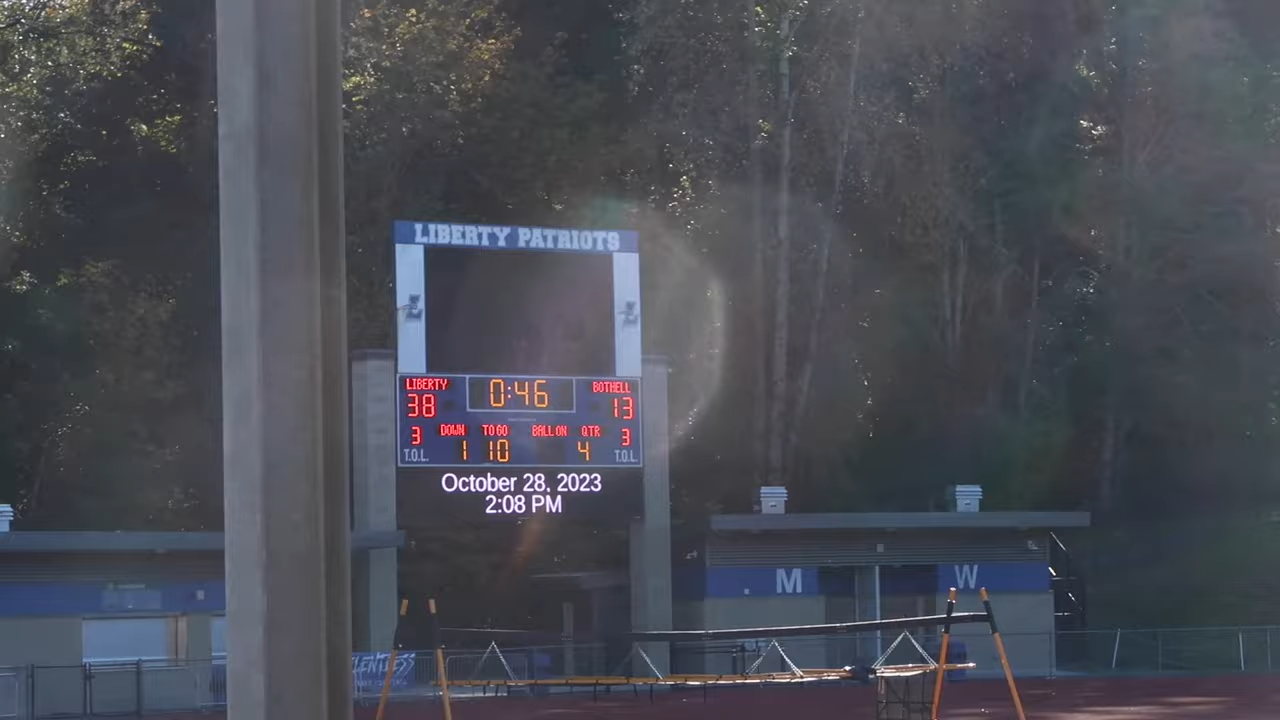 LIBERTY PATRIOTS
LIBERTY 0:46 BOTHELL
38 13
3 DOWN TO GO BALL ON QTR 3
T.O.L. 1 10 4 T.O.L.
October 28, 2023
2:08 PM
M W